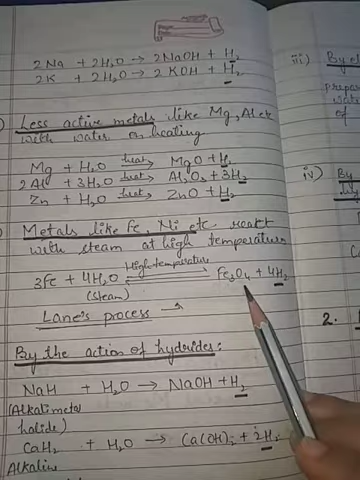 2Na + 2H₂O → 2NaOH + H₂
2K + 2H₂O → 2KOH + H₂
) Less active metals like Mg, Al etc
with water on heating
Mg + H₂O heat→ MgO + H₂
2Al + 3H₂O heat→ Al₂O₃ + 3H₂
Zn + H₂O heat→ ZnO + H₂
) Metals like Fe, Ni etc. react
with steam at high temperature
3Fe + 4H₂O High temperature⇌ Fe₃O₄ + 4H₂
(steam)
Lane's process →
By the action of hydrides:
NaH + H₂O → NaOH + H₂
(Alkali metal
halide)
CaH₂ + H₂O → Ca(OH)₂ + 2H₂
Alkaline
iii)
prepar
wate
of
iv) By
2.